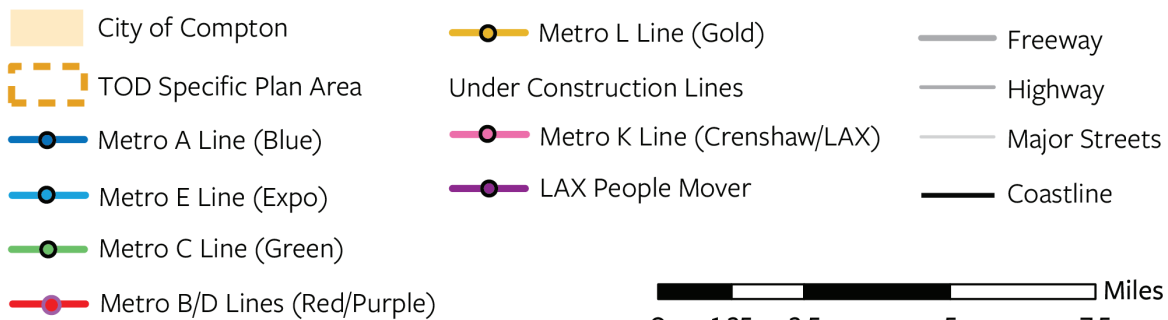 City of Compton
TOD Specific Plan Area
Metro A Line (Blue)
Metro E Line (Expo)
Metro C Line (Green)
Metro B/D Lines (Red/Purple)
Metro L Line (Gold)
Under Construction Lines
Metro K Line (Crenshaw/LAX)
LAX People Mover
Freeway
Highway
Major Streets
Coastline
Miles